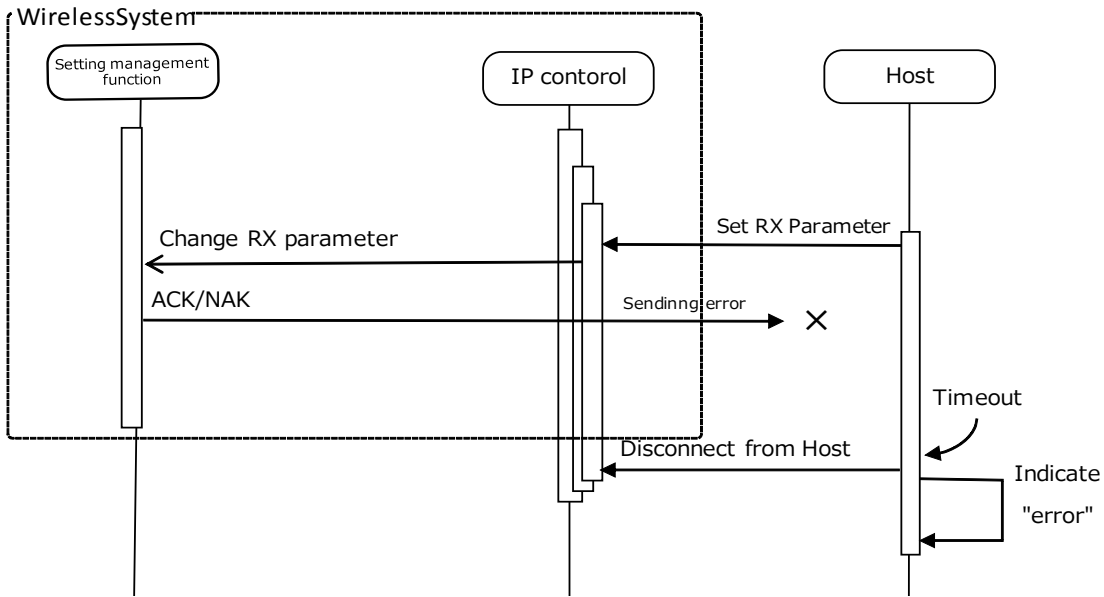 WirelessSystem
Setting management
function
IP contorol
Host
Set RX Parameter
Change RX parameter
ACK/NAK
Sendinng error
Timeout
Disconnect from Host
Indicate
"error"